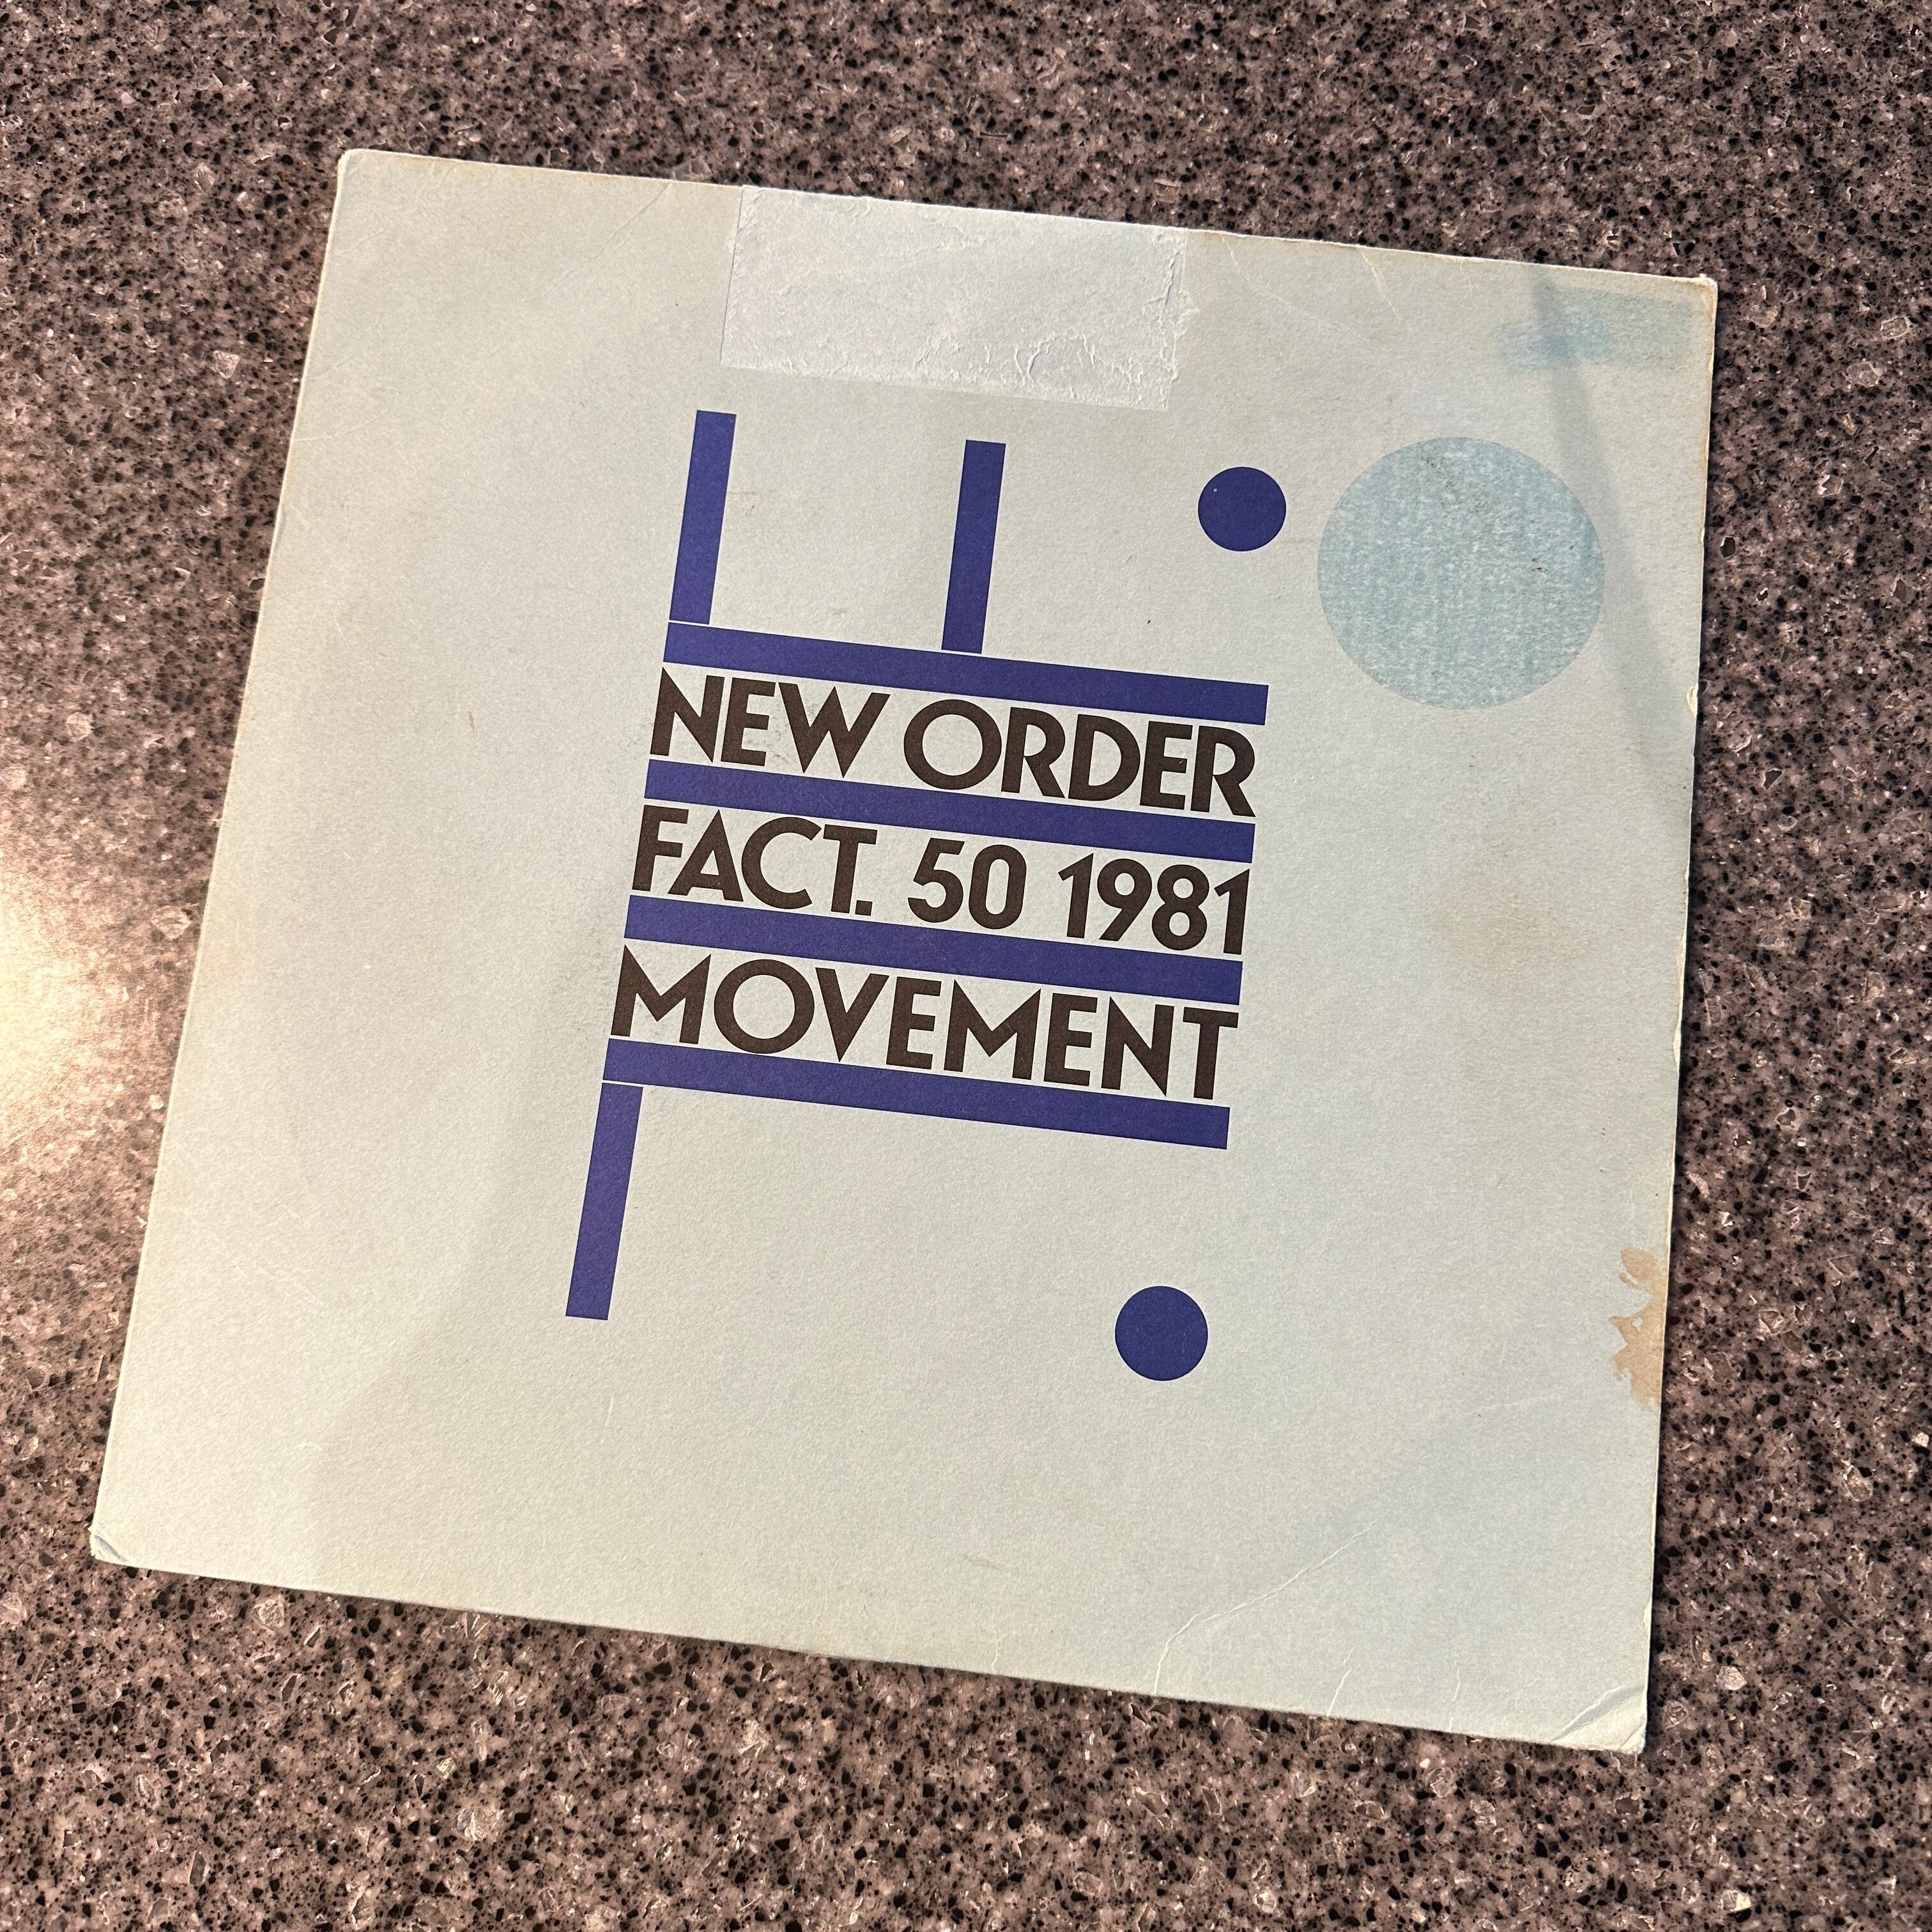 NEW ORDER
FACT. 50 1981
MOVEMENT